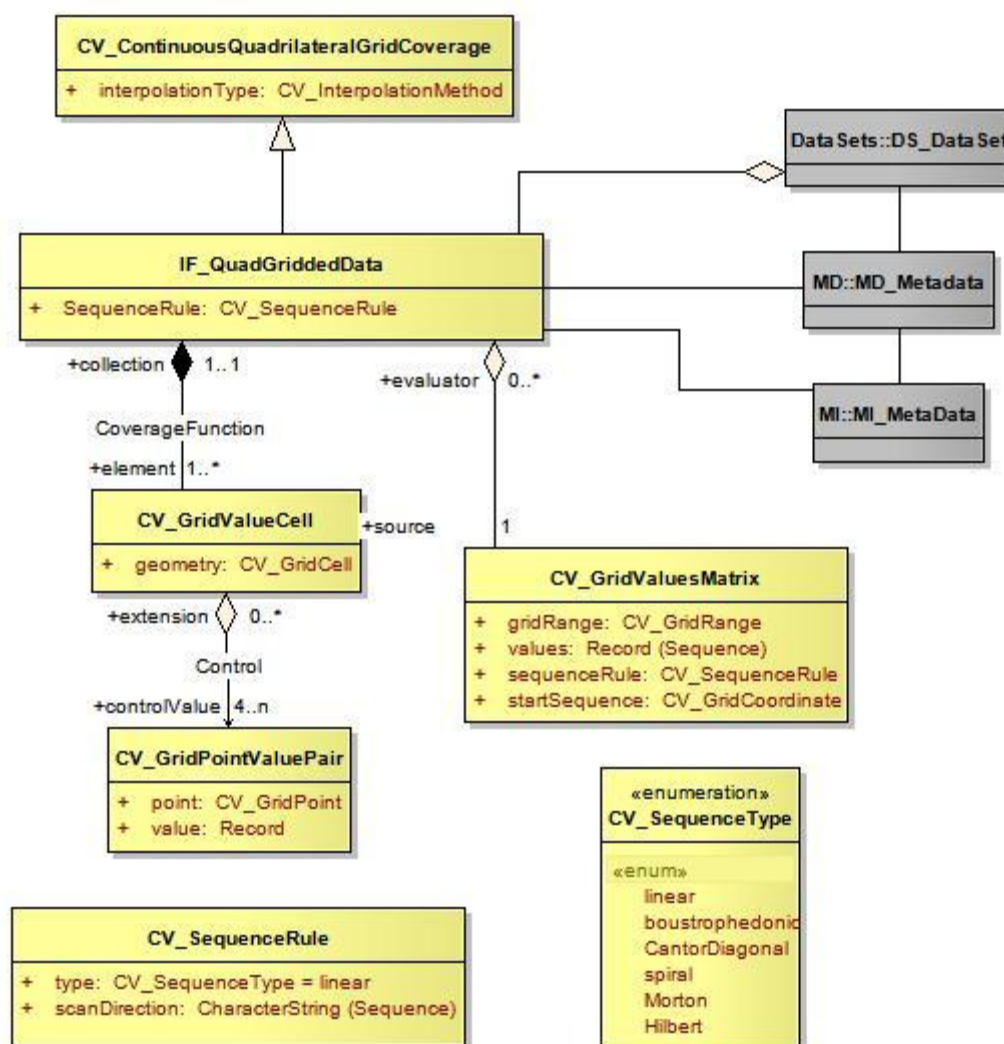 CV_ContinuousQuadrilateralGridCoverage
+ interpolationType: CV_InterpolationMethod
DataSets::DS_DataSet
IF_QuadGriddedData
+ SequenceRule: CV_SequenceRule
MD::MD_Metadata
MI::MI_MetaData
+collection 1..1
CoverageFunction
+element 1..*
+evaluator 0..*
CV_GridValueCell
+ geometry: CV_GridCell
+source
1
+extension 0..*
Control
+controlValue 4..n
CV_GridValuesMatrix
+ gridRange: CV_GridRange
+ values: Record (Sequence)
+ sequenceRule: CV_SequenceRule
+ startSequence: CV_GridCoordinate
CV_GridPointValuePair
+ point: CV_GridPoint
+ value: Record
«enumeration»
CV_SequenceType
«enum»
linear
boustrophedonic
CantorDiagonal
spiral
Morton
Hilbert
CV_SequenceRule
+ type: CV_SequenceType = linear
+ scanDirection: CharacterString (Sequence)